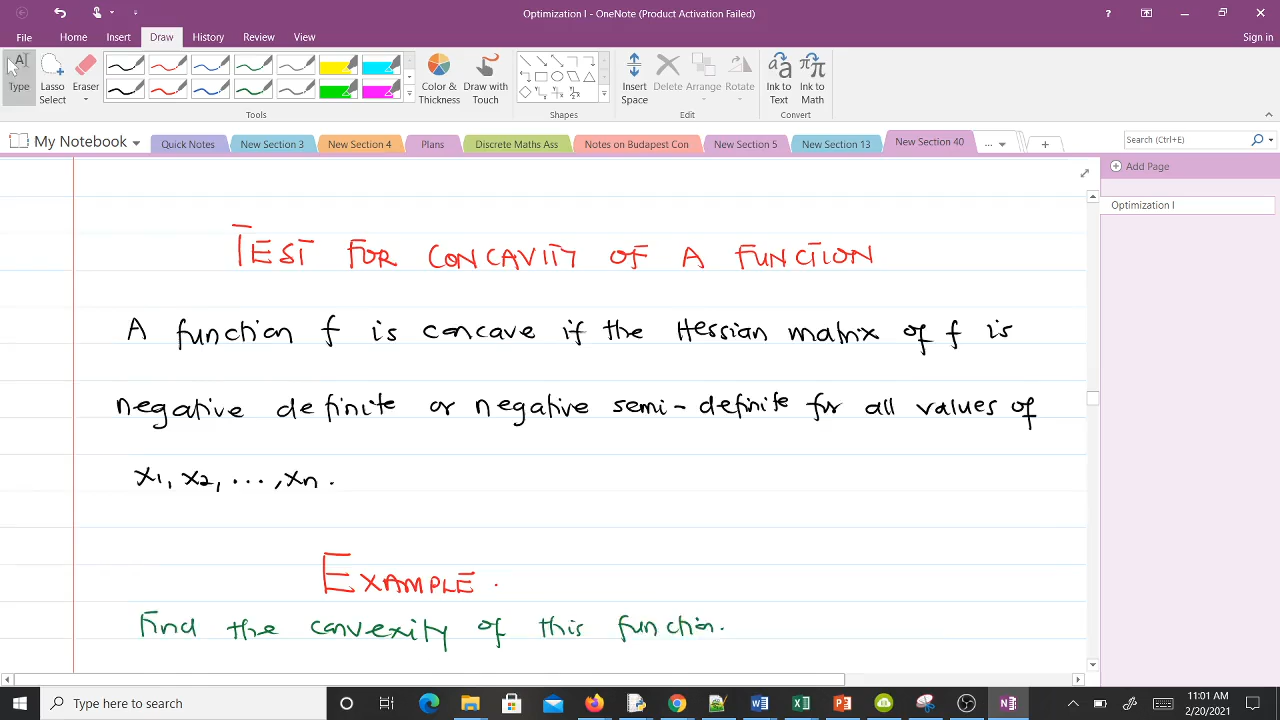 Optimization I - OneNote (Product Activation Failed)
File Home Insert Draw History Review View Sign in
Type Lasso Select Eraser Color & Thickness Draw with Touch Insert Space Delete Arrange Rotate Ink to Text Ink to Math
Tools Shapes Edit Convert
My Notebook Quick Notes New Section 3 New Section 4 Plans Discrete Maths Ass Notes on Budapest Con New Section 5 New Section 13 New Section 40 ... Search (Ctrl+E)
Add Page
Optimization I
TEST FOR CONCAVITY OF A FUNCTION
A function f is concave if the Hessian matrix of f is
negative definite or negative semi-definite for all values of
x1, x2, ..., xn.
EXAMPLE.
Find the convexity of this function.
Type here to search
11:01 AM
2/20/2021